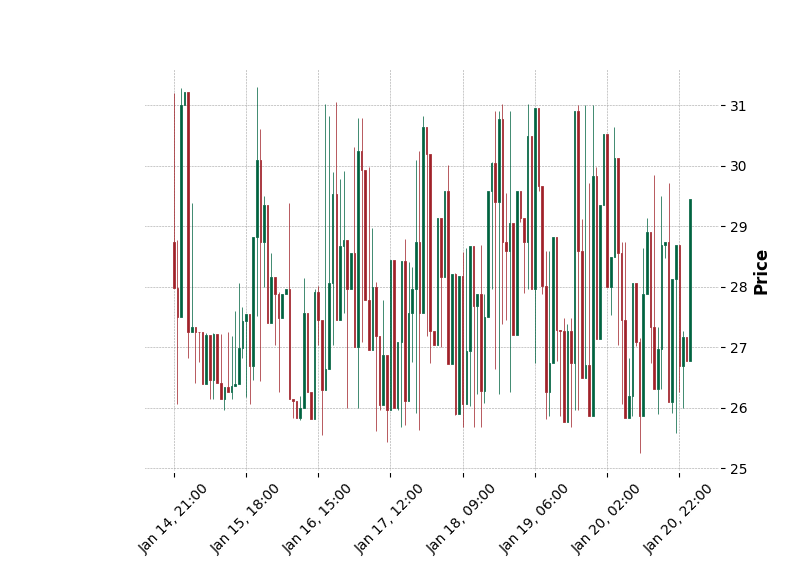 31
30
29
28
27
26
25
Price
Jan 14, 21:00
Jan 15, 18:00
Jan 16, 15:00
Jan 17, 12:00
Jan 18, 09:00
Jan 19, 06:00
Jan 20, 02:00
Jan 20, 22:00